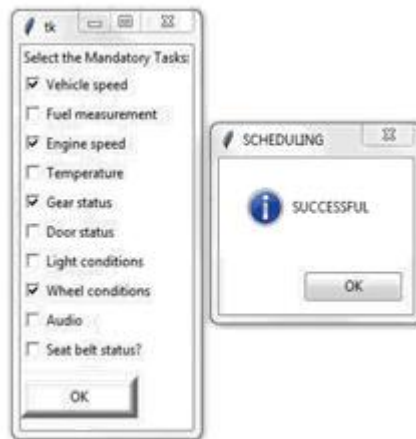 tk
Select the Mandatory Tasks:
Vehicle speed
Fuel measurement
Engine speed
Temperature
Gear status
Door status
Light conditions
Wheel conditions
Audio
Seat belt status?
OK
SCHEDULING
SUCCESSFUL
OK